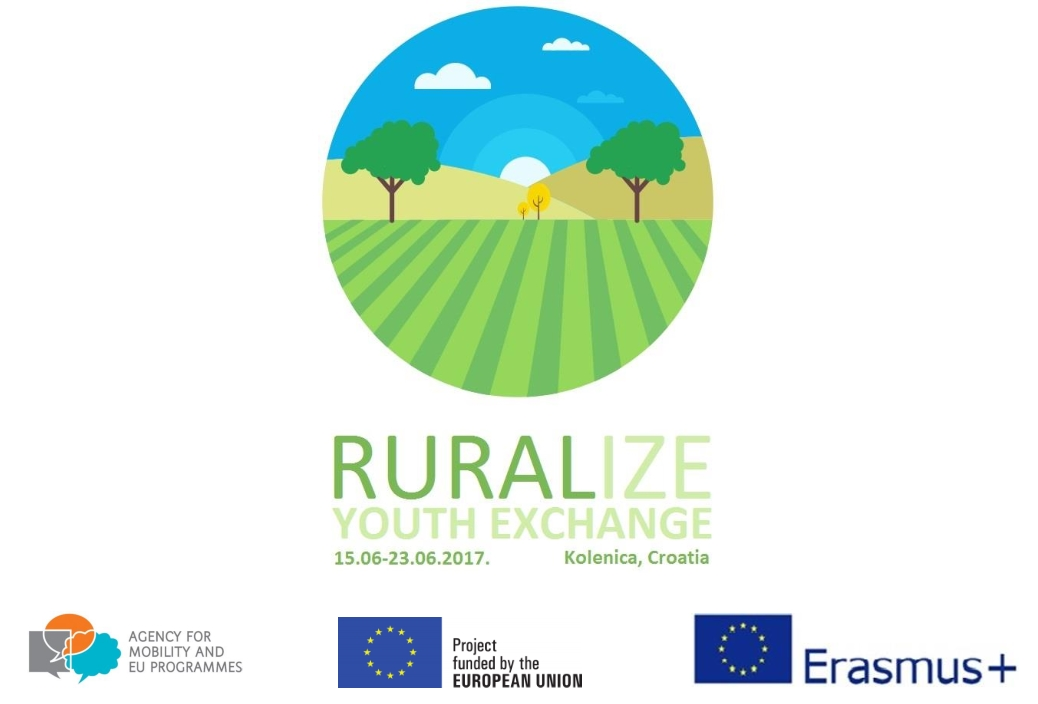 RURALIZE
YOUTH EXCHANGE
15.06-23.06.2017. Kolenica, Croatia
AGENCY FOR
MOBILITY AND
EU PROGRAMMES
Project
funded by the
EUROPEAN UNION
Erasmus+